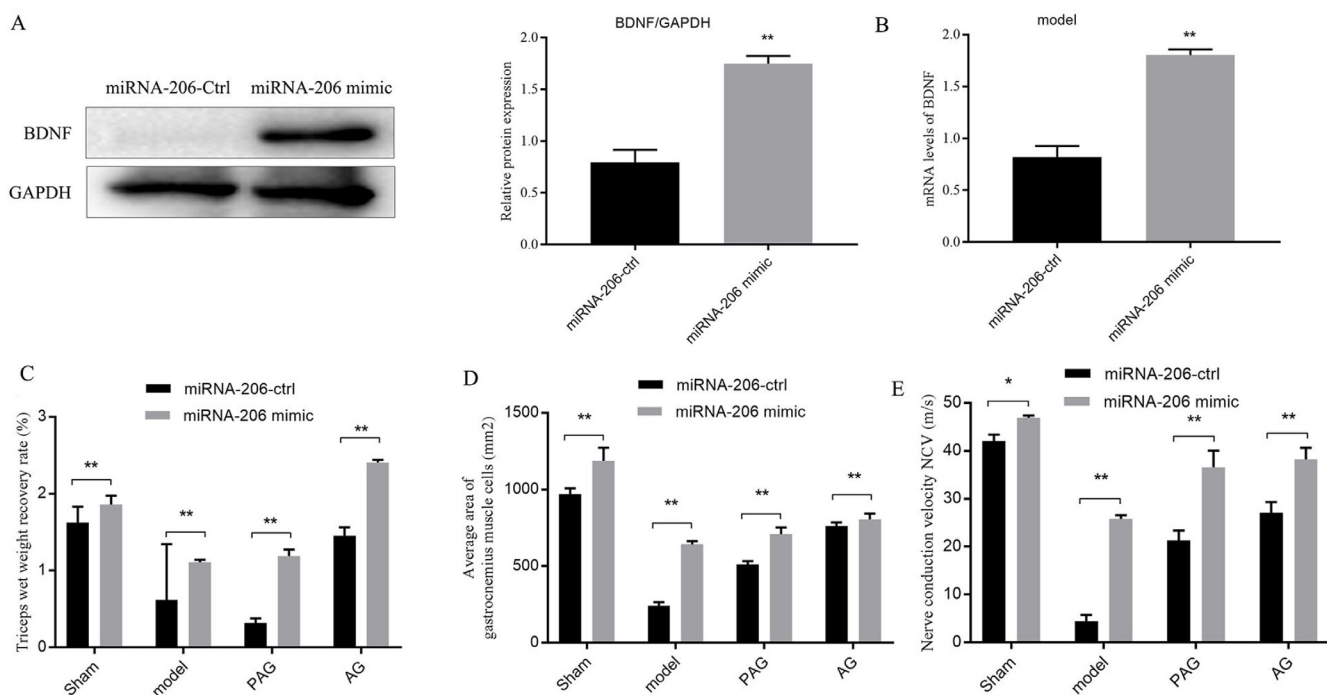 A
miRNA-206-Ctrl miRNA-206 mimic
BDNF
GAPDH
BDNF/GAPDH
Relative protein expression
2.0
1.5
1.0
0.5
0.0
**
miRNA-206-ctrl
miRNA-206 mimic
B
model
mRNA levels of BDNF
2.0
1.5
1.0
0.5
0.0
**
miRNA-206-ctrl
miRNA-206 mimic
C
miRNA-206-ctrl
miRNA-206 mimic
Triceps wet weight recovery rate (%)
3
2
1
0
** ** ** **
Sham model PAG AG
D
miRNA-206-ctrl
miRNA-206 mimic
Average area of
gastrocnemius muscle cells (mm2)
1500
1000
500
0
** ** ** **
Sham model PAG AG
E
miRNA-206-ctrl
miRNA-206 mimic
Nerve conduction velocity NCV (m/s)
50
40
30
20
10
0
* ** ** **
Sham model PAG AG